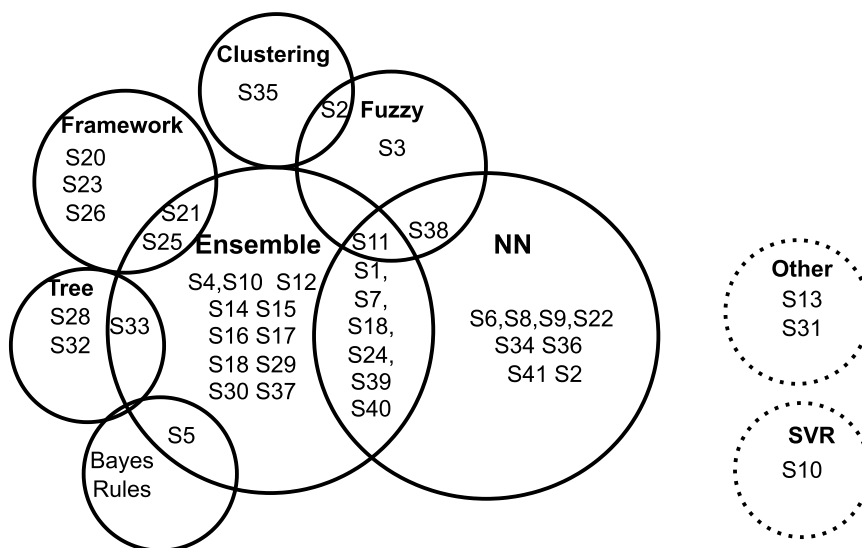 Clustering
S35
S2
Fuzzy
S3
Framework
S20
S23
S26
S21
S25
Ensemble
S4,S10 S12
S14 S15
S16 S17
S18 S29
S30 S37
S11
S38
S1,
S7,
S18,
S24,
S39
S40
NN
S6,S8,S9,S22
S34 S36
S41 S2
Tree
S28
S32
S33
S5
Bayes
Rules
Other
S13
S31
SVR
S10